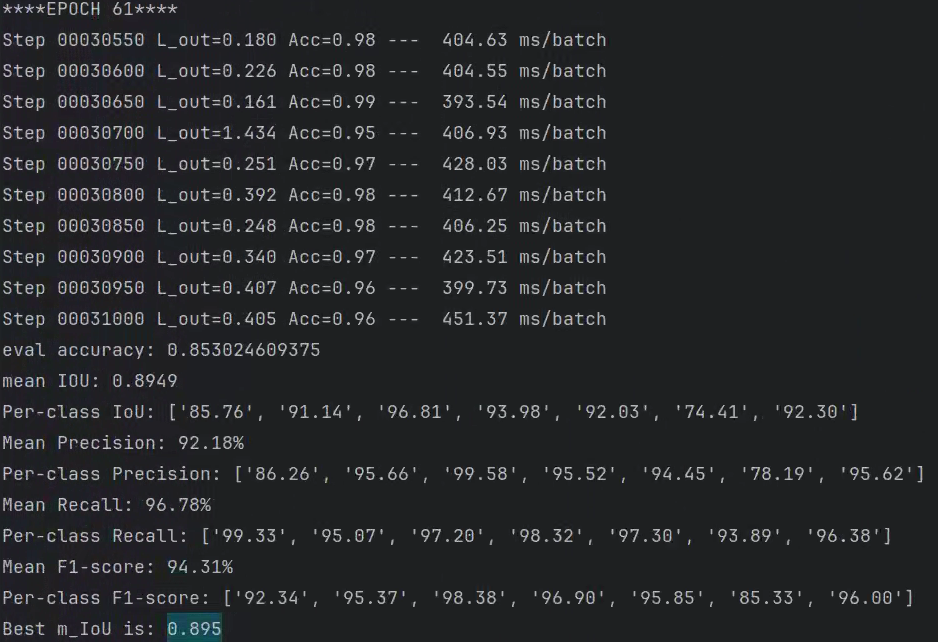 ****EPOCH 61****
Step 00030550 L_out=0.180 Acc=0.98 ---  404.63 ms/batch
Step 00030600 L_out=0.226 Acc=0.98 ---  404.55 ms/batch
Step 00030650 L_out=0.161 Acc=0.99 ---  393.54 ms/batch
Step 00030700 L_out=1.434 Acc=0.95 ---  406.93 ms/batch
Step 00030750 L_out=0.251 Acc=0.97 ---  428.03 ms/batch
Step 00030800 L_out=0.392 Acc=0.98 ---  412.67 ms/batch
Step 00030850 L_out=0.248 Acc=0.98 ---  406.25 ms/batch
Step 00030900 L_out=0.340 Acc=0.97 ---  423.51 ms/batch
Step 00030950 L_out=0.407 Acc=0.96 ---  399.73 ms/batch
Step 00031000 L_out=0.405 Acc=0.96 ---  451.37 ms/batch
eval accuracy: 0.853024609375
mean IOU: 0.8949
Per-class IoU: ['85.76', '91.14', '96.81', '93.98', '92.03', '74.41', '92.30']
Mean Precision: 92.18%
Per-class Precision: ['86.26', '95.66', '99.58', '95.52', '94.45', '78.19', '95.62']
Mean Recall: 96.78%
Per-class Recall: ['99.33', '95.07', '97.20', '98.32', '97.30', '93.89', '96.38']
Mean F1-score: 94.31%
Per-class F1-score: ['92.34', '95.37', '98.38', '96.90', '95.85', '85.33', '96.00']
Best m_IoU is: 0.895